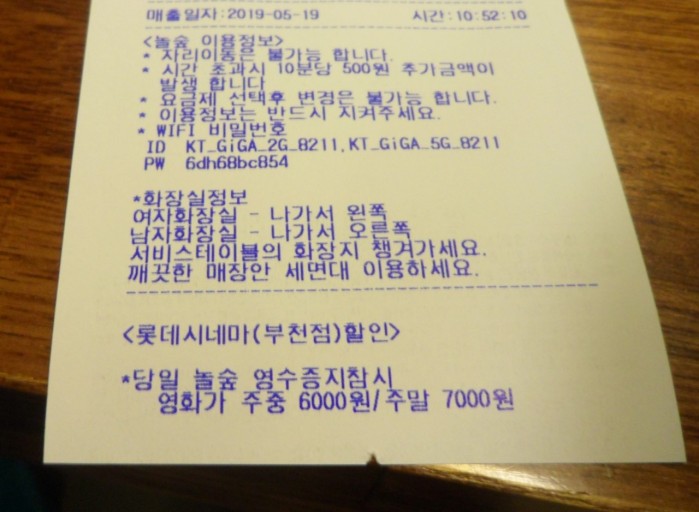 매출일자:2019-05-19 시간:10:52:10
<놀숲 이용정보>
* 자리이동은 불가능 합니다.
* 시간 초과시 10분당 500원 추가금액이
발생 합니다
* 요금제 선택후 변경은 불가능 합니다.
* 이용정보는 반드시 지켜주세요.
* WIFI 비밀번호
ID KT_GiGA_2G_8211,KT_GiGA_5G_8211
PW 6dh68bc854
*화장실정보
여자화장실 - 나가서 왼쪽
남자화장실 - 나가서 오른쪽
서비스테이블의 화장지 챙겨가세요.
깨끗한 매장안 세면대 이용하세요.
<롯데시네마(부천점)할인>
*당일 놀숲 영수증지참시
영화가 주중 6000원/주말 7000원